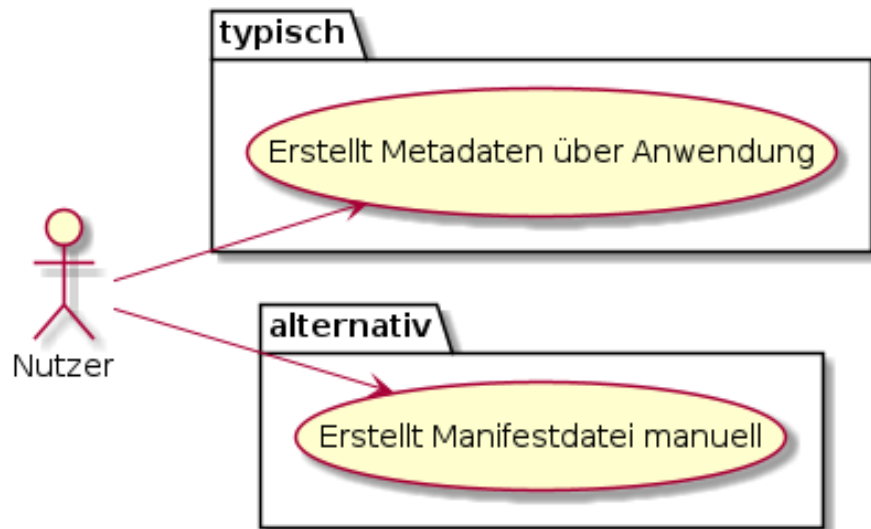 typisch
Erstellt Metadaten über Anwendung
Nutzer
alternativ
Erstellt Manifestdatei manuell